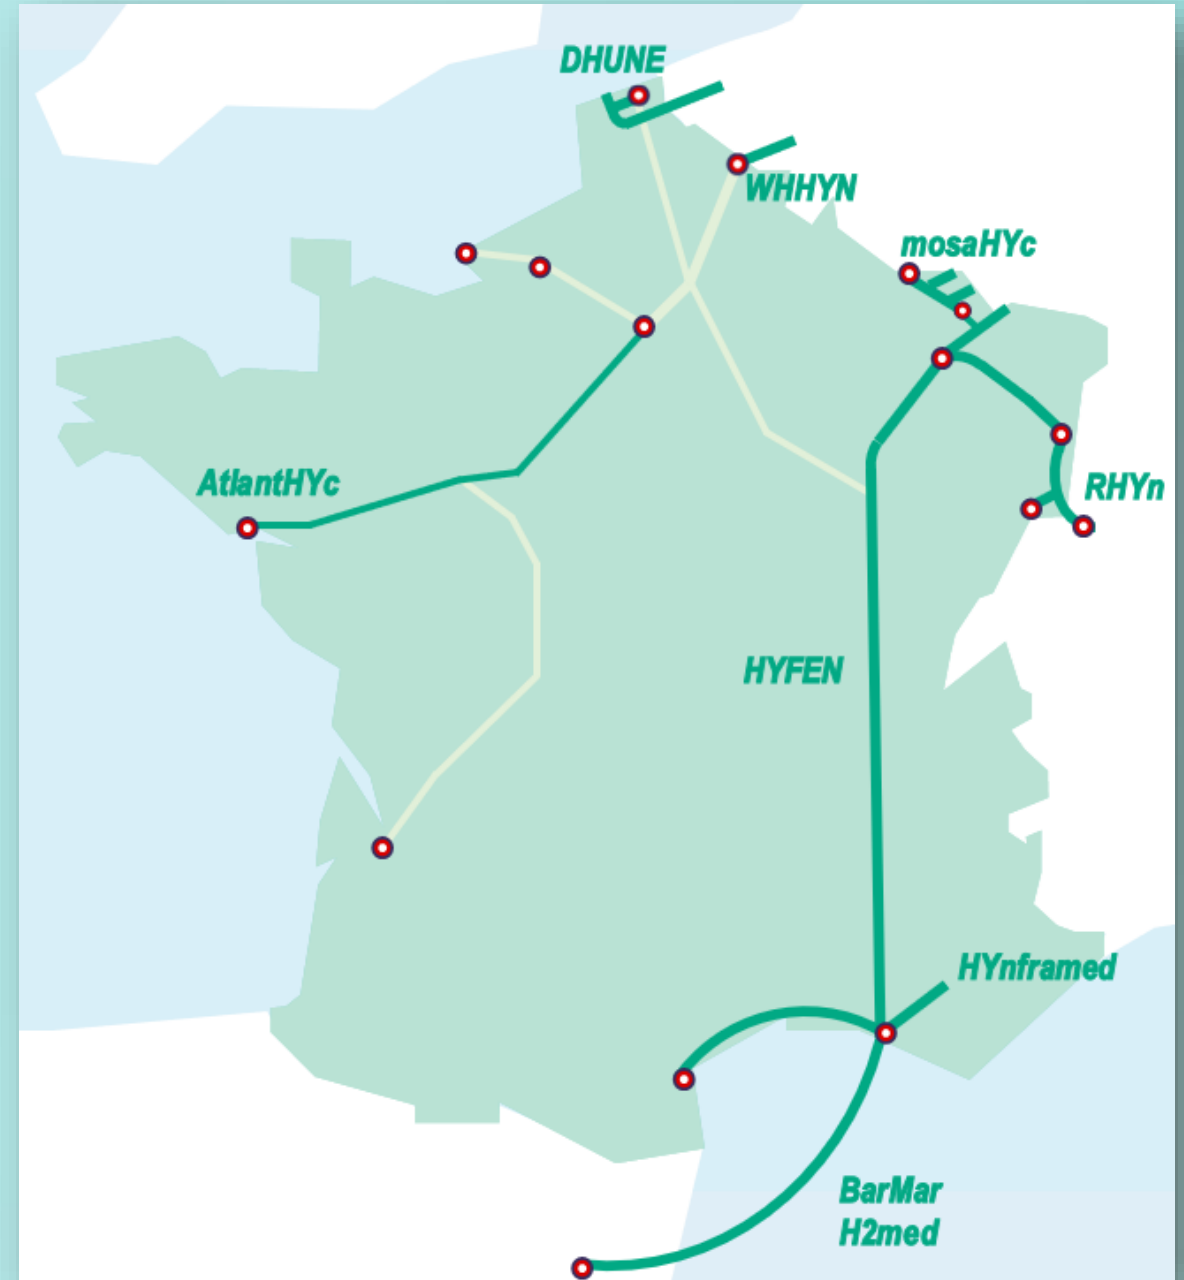 DHUNE
WHHYN
mosaHYc
AtlantHYc
RHYn
HYFEN
HYnframed
BarMar
H2med